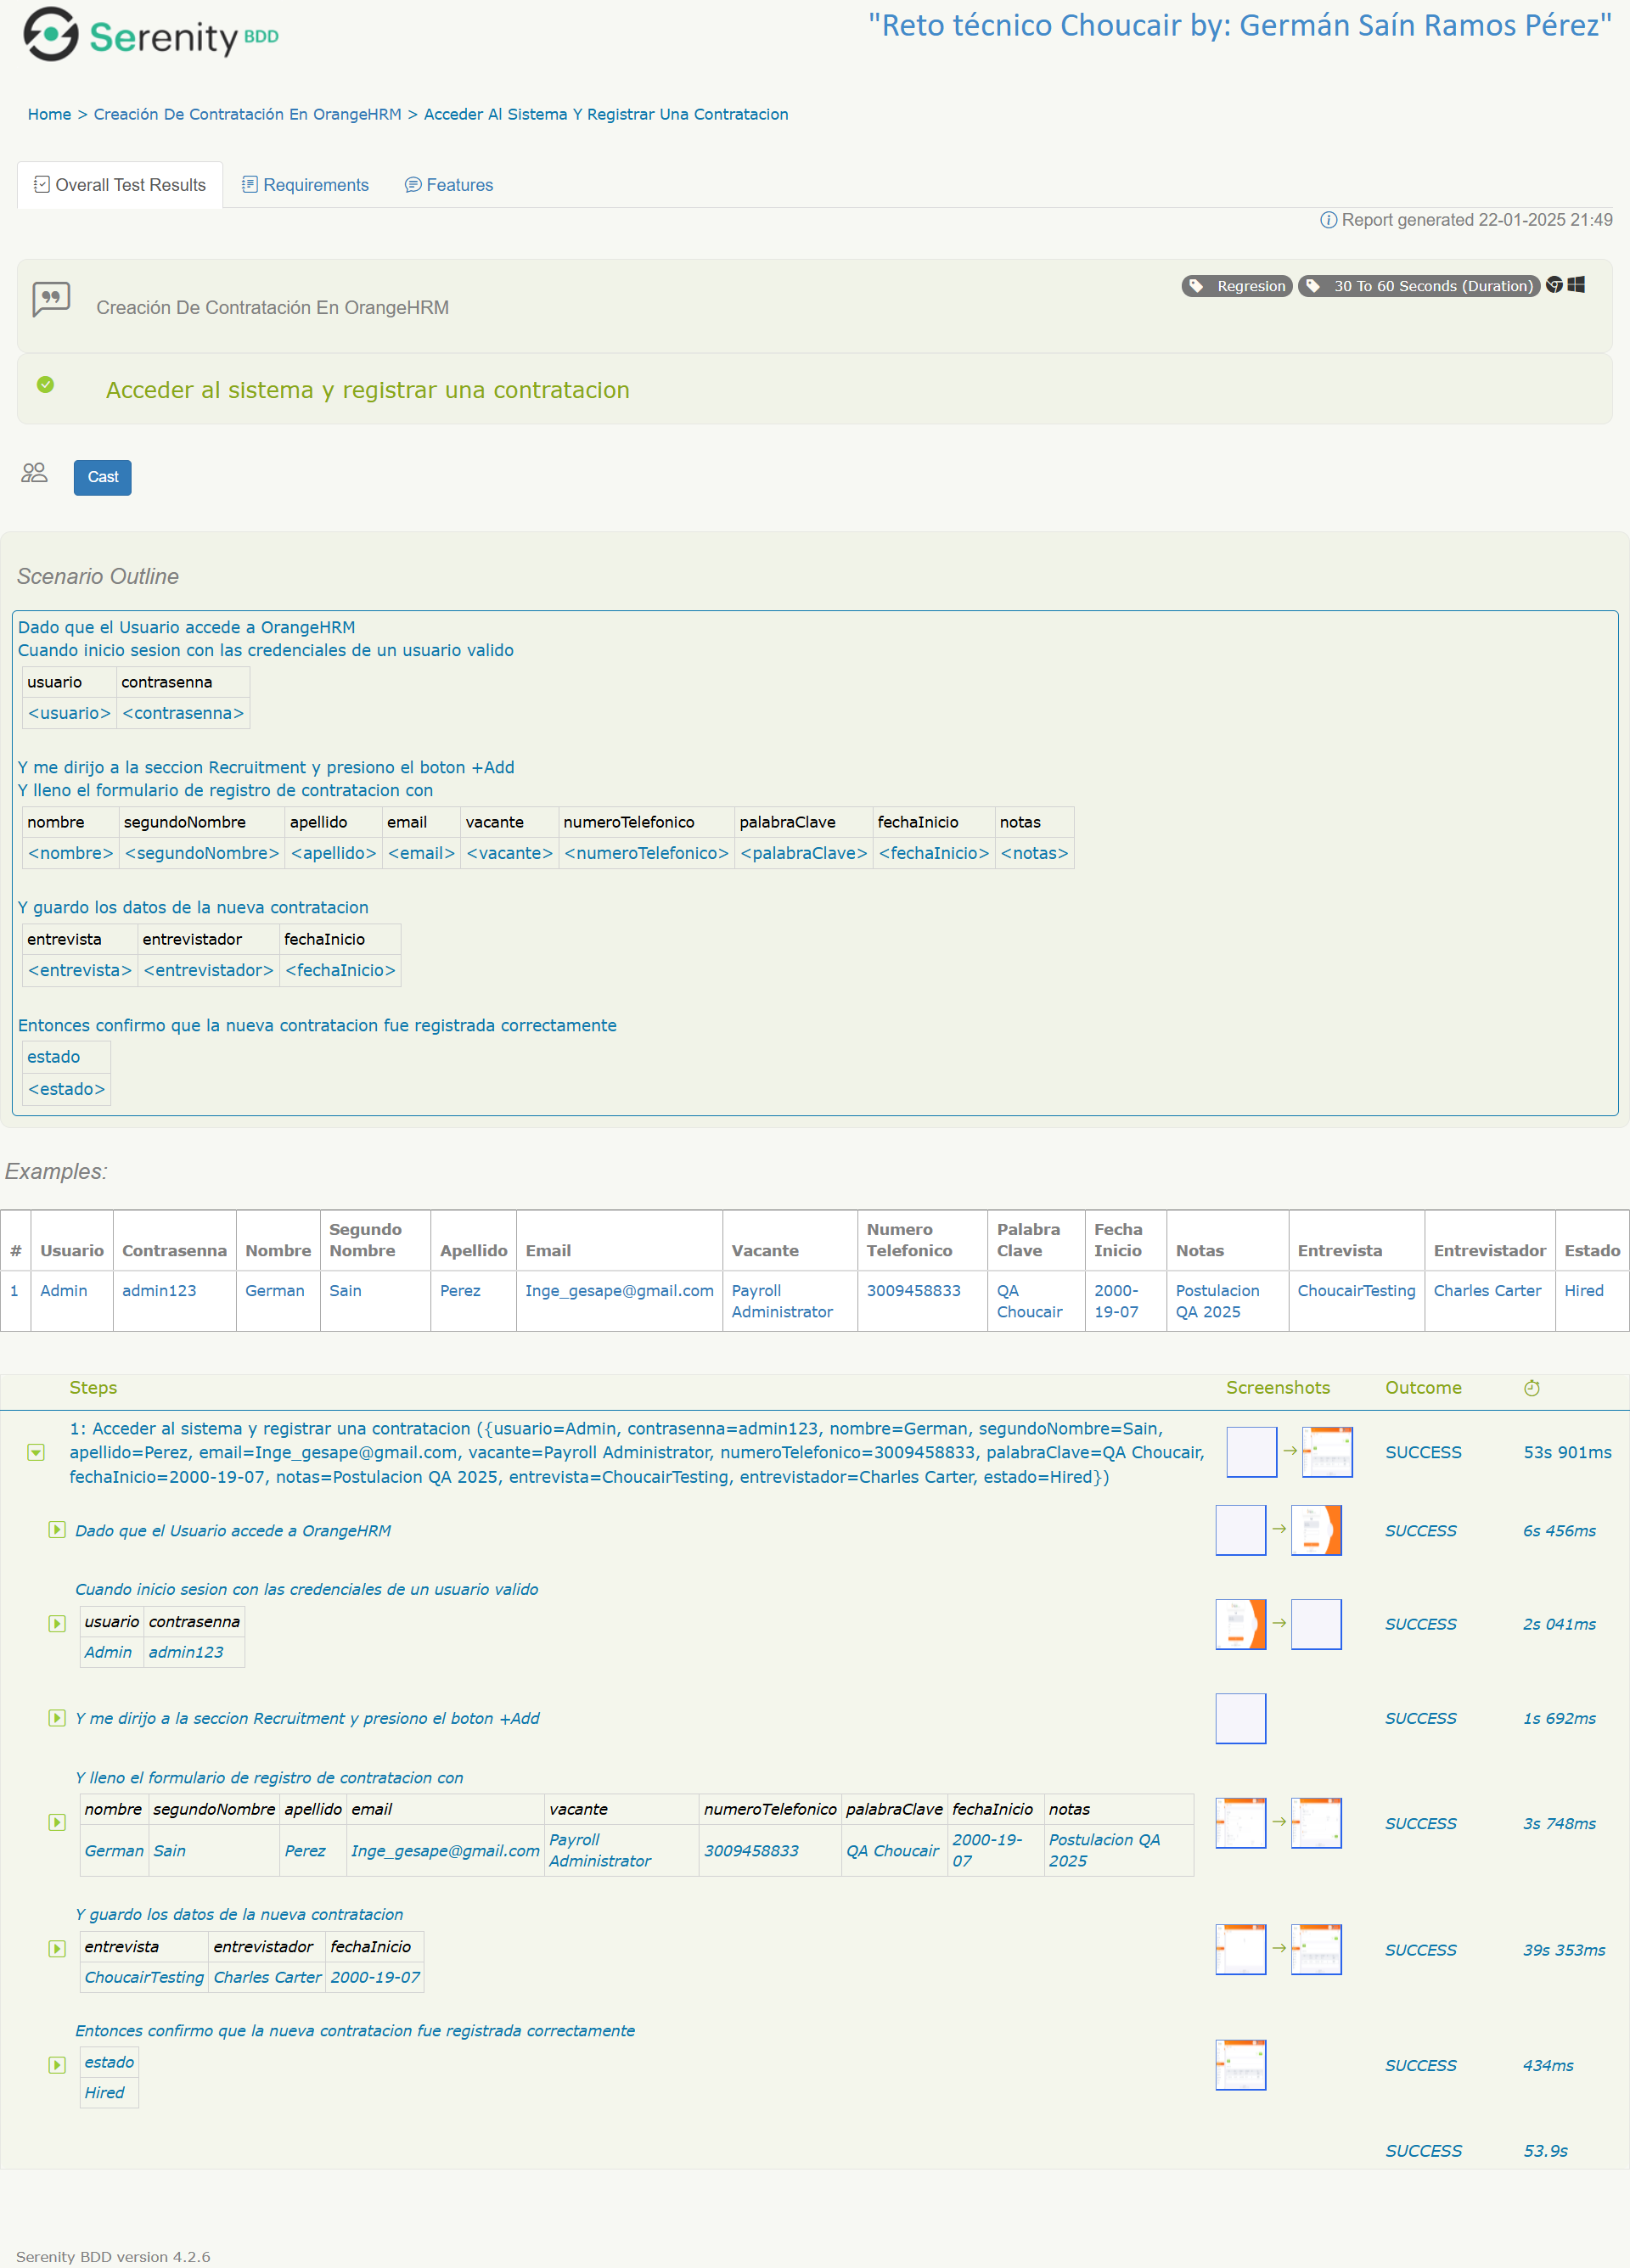 Serenity BDD
"Reto técnico Choucair by: Germán Saín Ramos Pérez"
Home > Creación De Contratación En OrangeHRM > Acceder Al Sistema Y Registrar Una Contratacion
Overall Test Results Requirements Features
Report generated 22-01-2025 21:49
Regresion 30 To 60 Seconds (Duration)
Creación De Contratación En OrangeHRM
Acceder al sistema y registrar una contratacion
Cast
Scenario Outline
Dado que el Usuario accede a OrangeHRM
Cuando inicio sesion con las credenciales de un usuario valido
usuario contrasenna
<usuario> <contrasenna>
Y me dirijo a la seccion Recruitment y presiono el boton +Add
Y lleno el formulario de registro de contratacion con
nombre segundoNombre apellido email vacante numeroTelefonico palabraClave fechaInicio notas
<nombre> <segundoNombre> <apellido> <email> <vacante> <numeroTelefonico> <palabraClave> <fechaInicio> <notas>
Y guardo los datos de la nueva contratacion
entrevista entrevistador fechaInicio
<entrevista> <entrevistador> <fechaInicio>
Entonces confirmo que la nueva contratacion fue registrada correctamente
estado
<estado>
Examples:
# Usuario Contrasenna Nombre Segundo Nombre Apellido Email Vacante Numero Telefonico Palabra Clave Fecha Inicio Notas Entrevista Entrevistador Estado
1 Admin admin123 German Sain Perez Inge_gesape@gmail.com Payroll Administrator 3009458833 QA Choucair 2000-19-07 Postulacion QA 2025 ChoucairTesting Charles Carter Hired
Steps Screenshots Outcome
1: Acceder al sistema y registrar una contratacion ({usuario=Admin, contrasenna=admin123, nombre=German, segundoNombre=Sain,
apellido=Perez, email=Inge_gesape@gmail.com, vacante=Payroll Administrator, numeroTelefonico=3009458833, palabraClave=QA Choucair,
fechaInicio=2000-19-07, notas=Postulacion QA 2025, entrevista=ChoucairTesting, entrevistador=Charles Carter, estado=Hired})
SUCCESS 53s 901ms
Dado que el Usuario accede a OrangeHRM SUCCESS 6s 456ms
Cuando inicio sesion con las credenciales de un usuario valido
usuario contrasenna
Admin admin123
SUCCESS 2s 041ms
Y me dirijo a la seccion Recruitment y presiono el boton +Add SUCCESS 1s 692ms
Y lleno el formulario de registro de contratacion con
nombre segundoNombre apellido email vacante numeroTelefonico palabraClave fechaInicio notas
German Sain Perez Inge_gesape@gmail.com Payroll Administrator 3009458833 QA Choucair 2000-19-07 Postulacion QA 2025
SUCCESS 3s 748ms
Y guardo los datos de la nueva contratacion
entrevista entrevistador fechaInicio
ChoucairTesting Charles Carter 2000-19-07
SUCCESS 39s 353ms
Entonces confirmo que la nueva contratacion fue registrada correctamente
estado
Hired
SUCCESS 434ms
SUCCESS 53.9s
Serenity BDD version 4.2.6